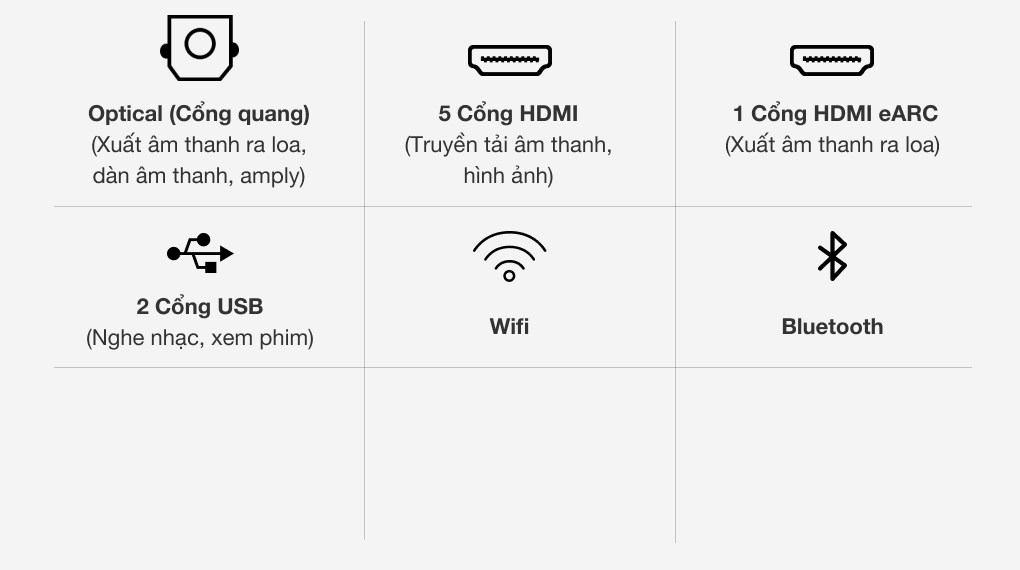 Optical (Cổng quang)
(Xuất âm thanh ra loa,
dàn âm thanh, amply)
5 Cổng HDMI
(Truyền tải âm thanh,
hình ảnh)
1 Cổng HDMI eARC
(Xuất âm thanh ra loa)
2 Cổng USB
(Nghe nhạc, xem phim)
Wifi
Bluetooth